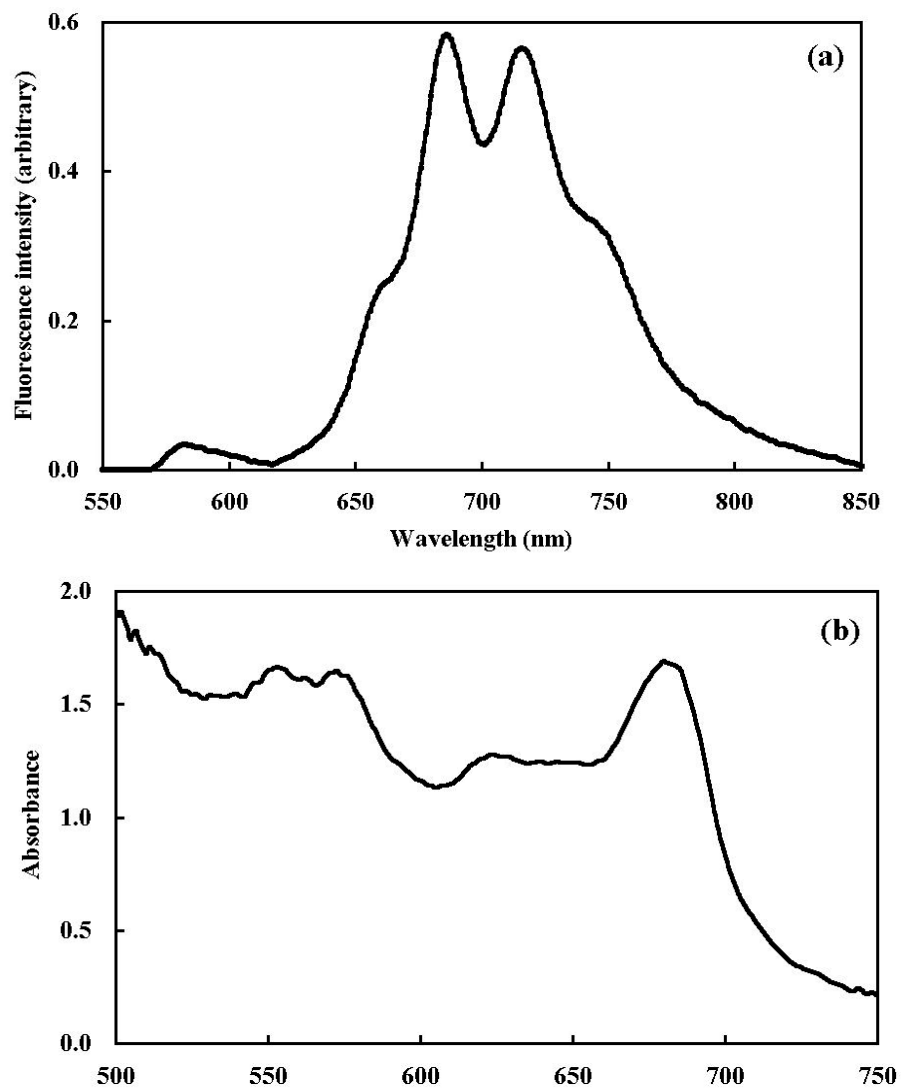 0.6
(a)
Fluorescence intensity (arbitrary)
0.4
0.2
0.0
550 600 650 700 750 800 850
Wavelength (nm)
2.0
(b)
1.5
Absorbance
1.0
0.5
0.0
500 550 600 650 700 750